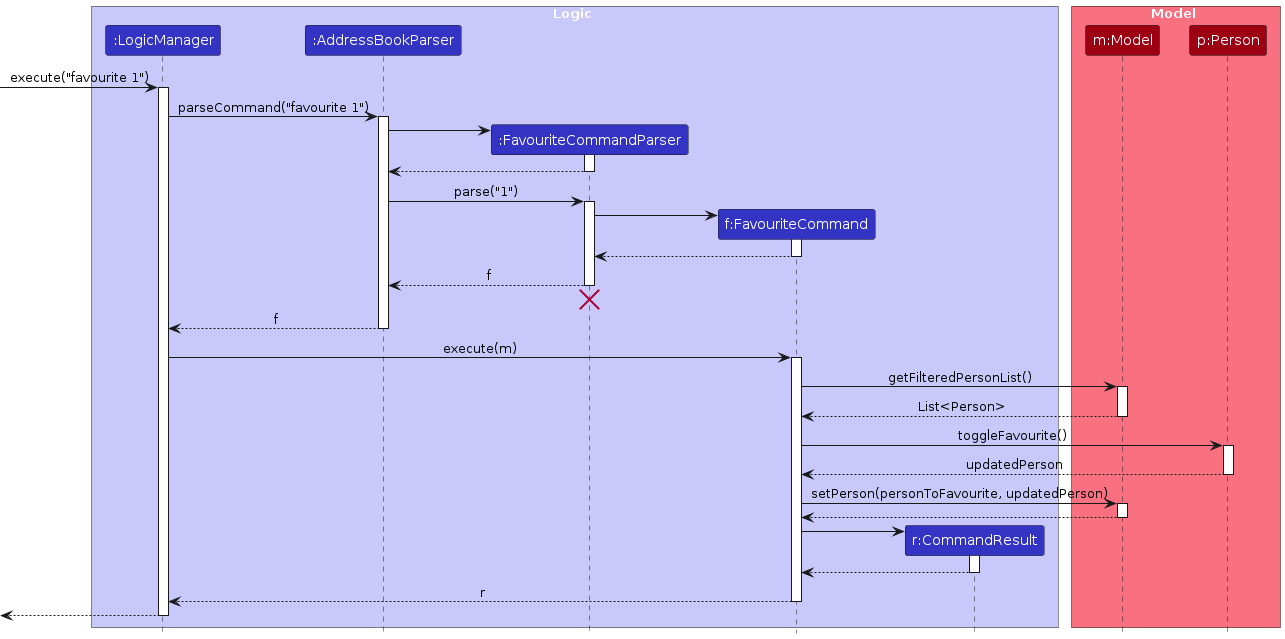 Logic
Model
:LogicManager
:AddressBookParser
m:Model
p:Person
execute("favourite 1")
parseCommand("favourite 1")
:FavouriteCommandParser
parse("1")
f:FavouriteCommand
f
f
execute(m)
getFilteredPersonList()
List<Person>
toggleFavourite()
updatedPerson
setPerson(personToFavourite, updatedPerson)
r:CommandResult
r